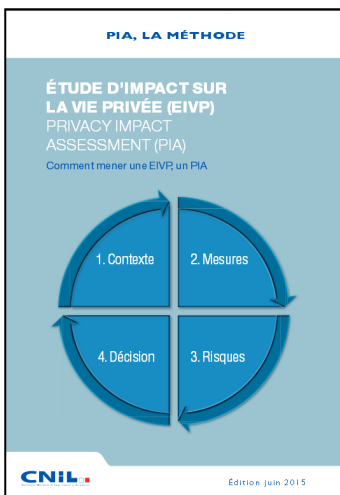 PIA, LA MÉTHODE
ÉTUDE D'IMPACT SUR
LA VIE PRIVÉE (EIVP)
PRIVACY IMPACT
ASSESSMENT (PIA)
Comment mener une EIVP, un PIA
1. Contexte
2. Mesures
4. Décision
3. Risques
CNIL
Édition juin 2015